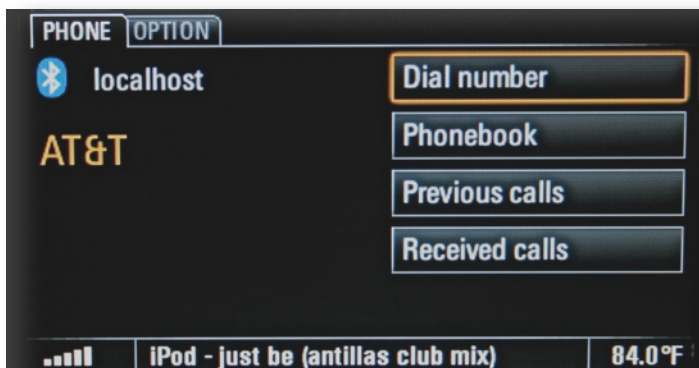 PHONE OPTION
localhost
AT&T
Dial number
Phonebook
Previous calls
Received calls
iPod - just be (antillas club mix) 84.0°F